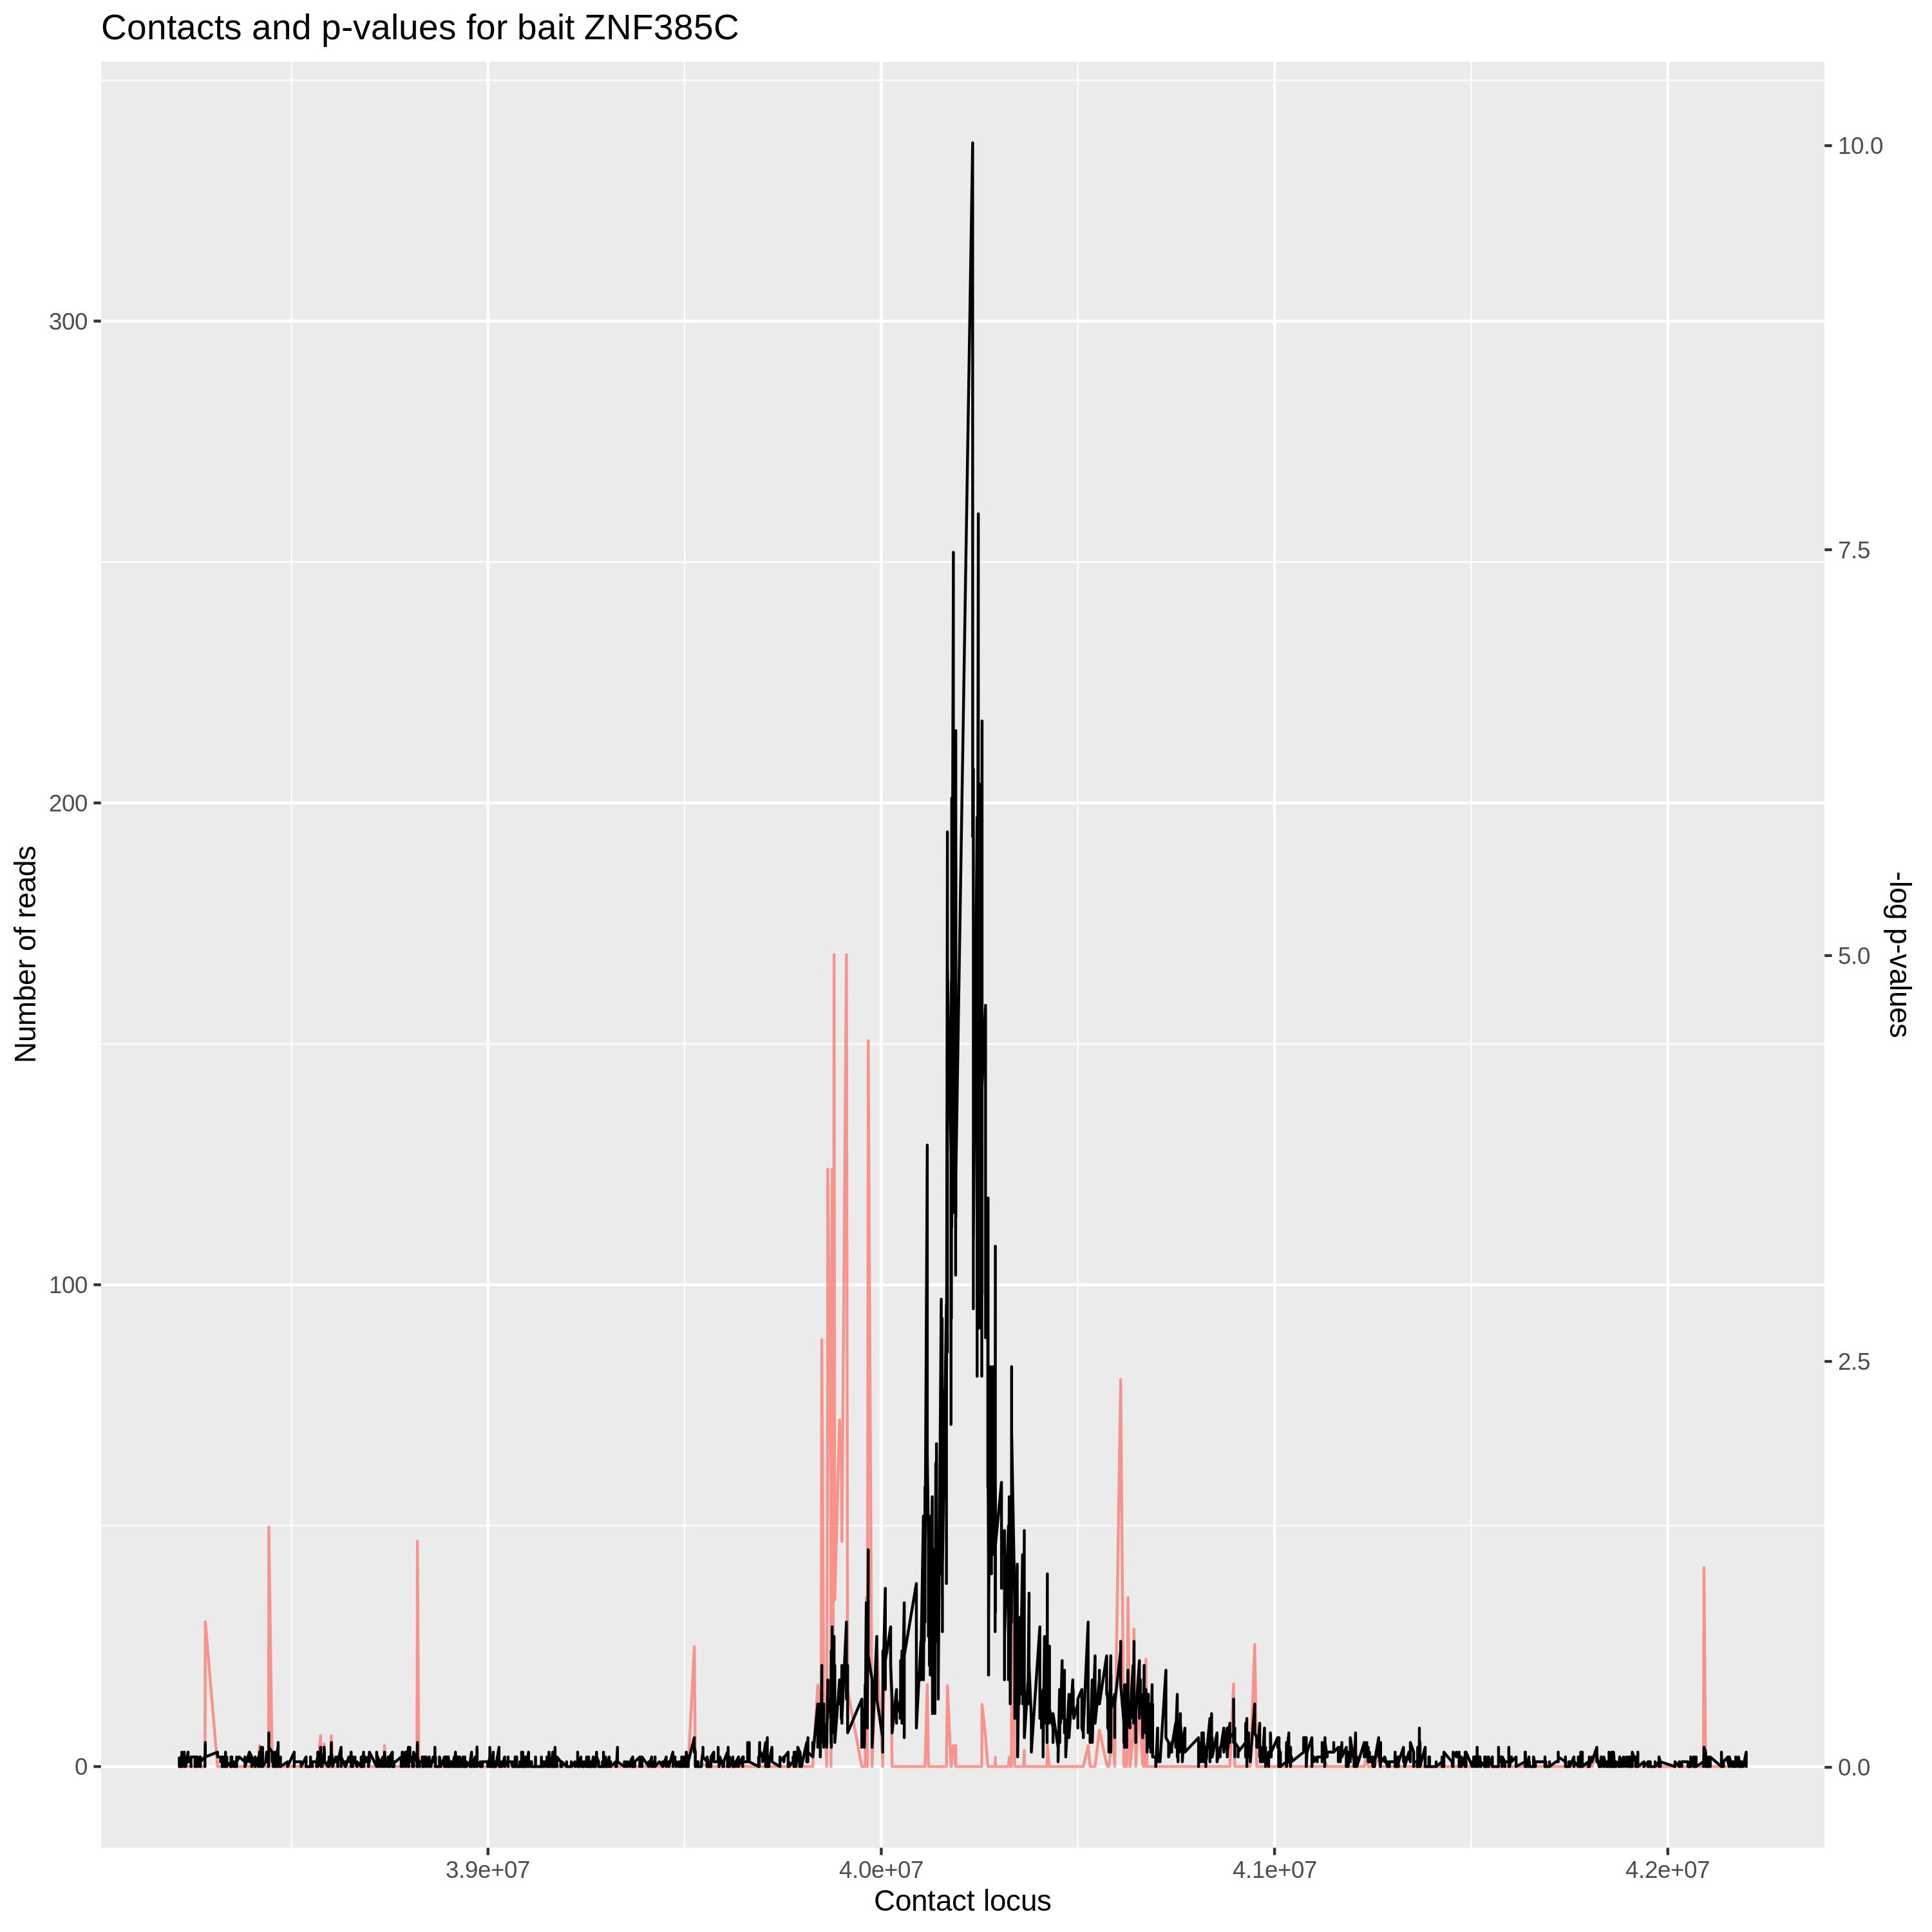 Contacts and p-values for bait ZNF385C
300
200
100
0
Number of reads
10.0
7.5
5.0
2.5
0.0
-log p-values
3.9e+07
4.0e+07
4.1e+07
4.2e+07
Contact locus